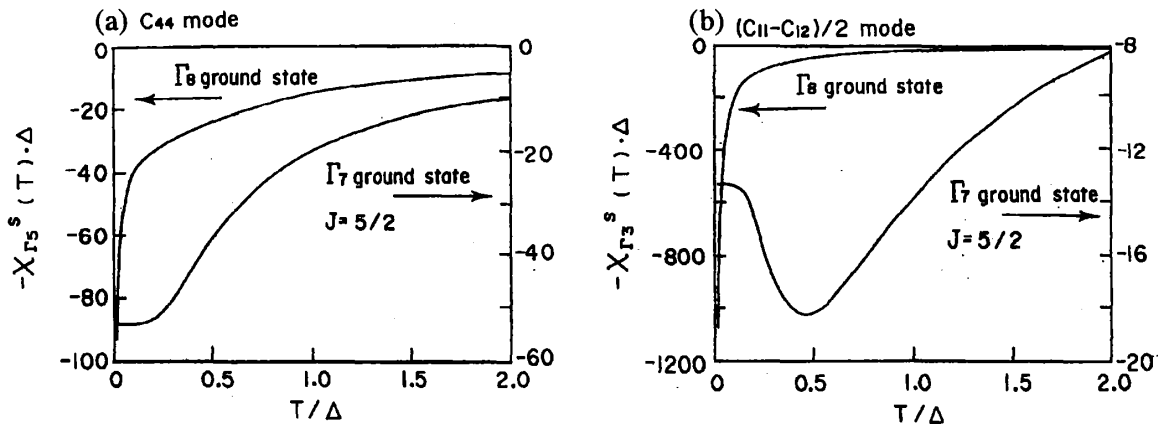 (a) C44 mode
0
-20
-40
-60
-80
-100
-χΓ5 s (T)·Δ
0
-20
-40
-60
Γ8 ground state
Γ7 ground state
J = 5/2
0 0.5 1.0 1.5 2.0
T/Δ
(b) (C11-C12)/2 mode
0
-400
-800
-1200
-χΓ3 s (T)·Δ
-8
-12
-16
-20
Γ8 ground state
Γ7 ground state
J = 5/2
0 0.5 1.0 1.5 2.0
T/Δ